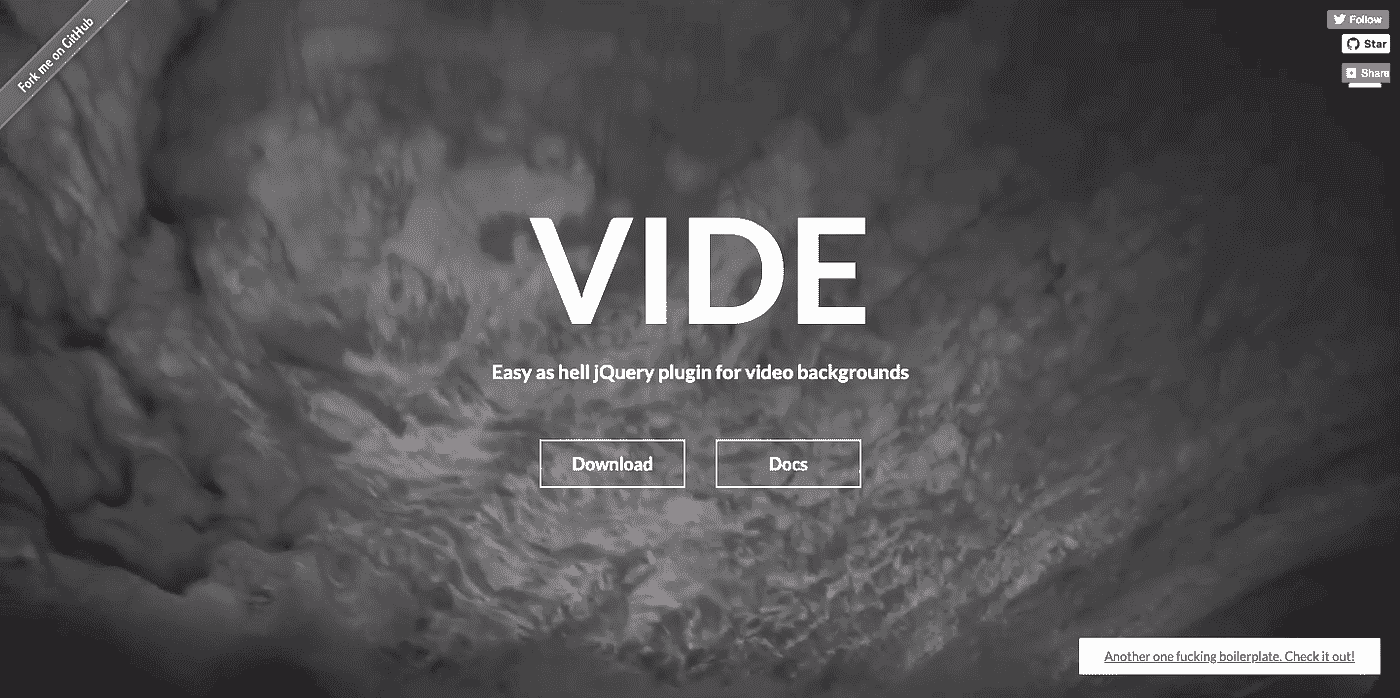 Fork me on GitHub
Follow
Star
Share
VIDE
Easy as hell jQuery plugin for video backgrounds
Download
Docs
Another one fucking boilerplate. Check it out!